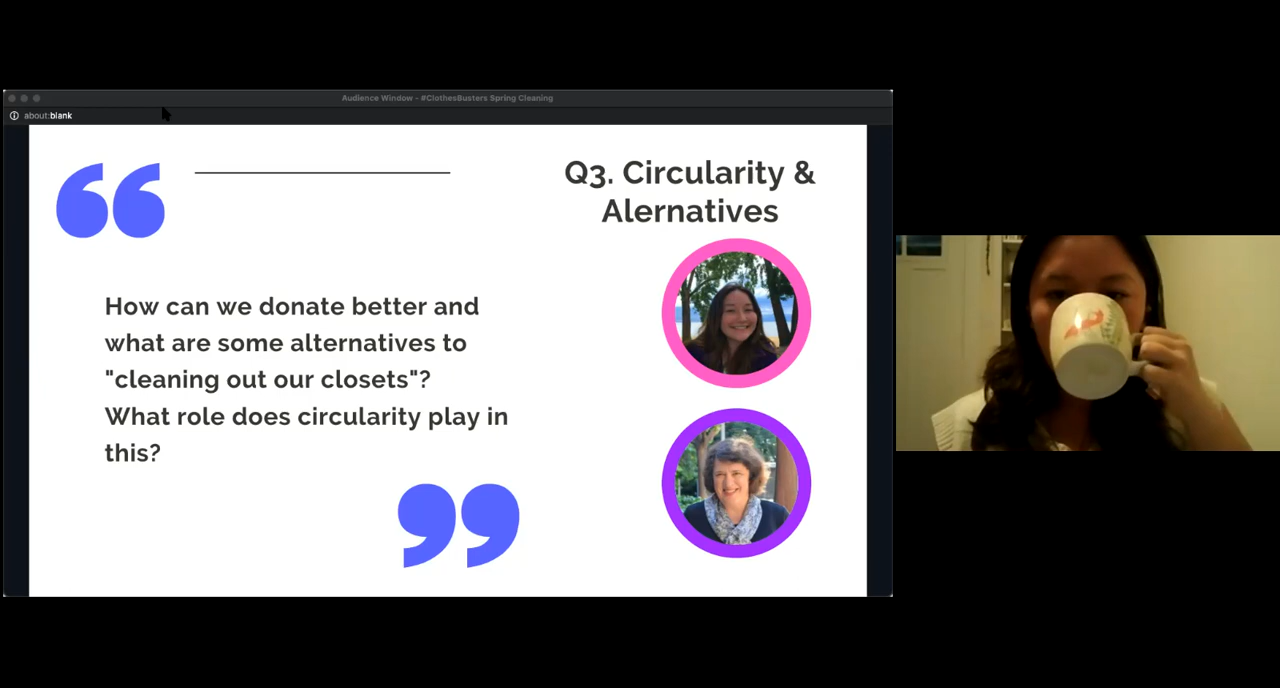 Audience Window - #ClothesBusters Spring Cleaning
about:blank
Q3. Circularity &
Alernatives
How can we donate better and
what are some alternatives to
"cleaning out our closets"?
What role does circularity play in
this?